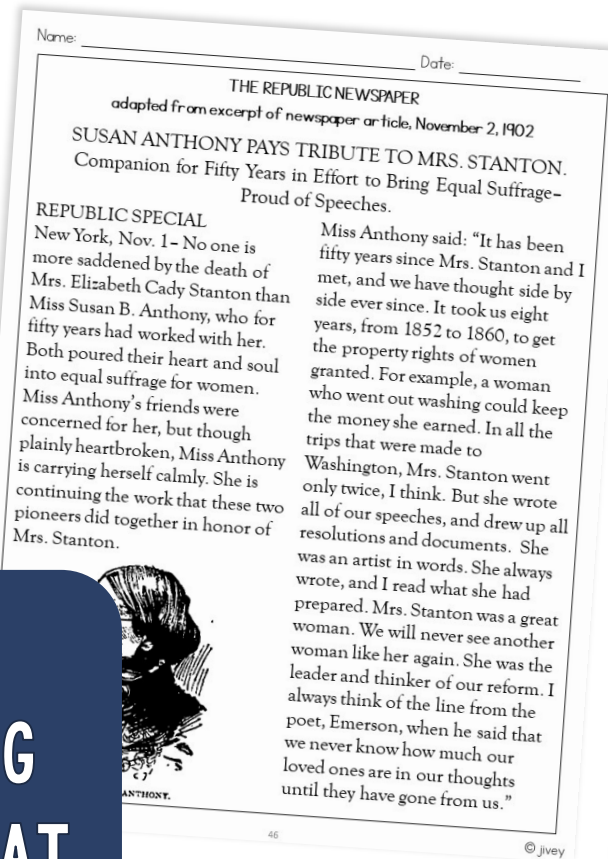 Name:
Date:
THE REPUBLIC NEWSPAPER
adapted from excerpt of newspaper article, November 2, 1902
SUSAN ANTHONY PAYS TRIBUTE TO MRS. STANTON.
Companion for Fifty Years in Effort to Bring Equal Suffrage–
Proud of Speeches.
REPUBLIC SPECIAL
New York, Nov. 1– No one is
more saddened by the death of
Mrs. Elizabeth Cady Stanton than
Miss Susan B. Anthony, who for
fifty years had worked with her.
Both poured their heart and soul
into equal suffrage for women.
Miss Anthony's friends were
concerned for her, but though
plainly heartbroken, Miss Anthony
is carrying herself calmly. She is
continuing the work that these two
pioneers did together in honor of
Mrs. Stanton.
ANTHONY.
Miss Anthony said: "It has been
fifty years since Mrs. Stanton and I
met, and we have thought side by
side ever since. It took us eight
years, from 1852 to 1860, to get
the property rights of women
granted. For example, a woman
who went out washing could keep
the money she earned. In all the
trips that were made to
Washington, Mrs. Stanton went
only twice, I think. But she wrote
all of our speeches, and drew up all
resolutions and documents. She
was an artist in words. She always
wrote, and I read what she had
prepared. Mrs. Stanton was a great
woman. We will never see another
woman like her again. She was the
leader and thinker of our reform. I
always think of the line from the
poet, Emerson, when he said that
we never know how much our
loved ones are in our thoughts
until they have gone from us."
46
© jivey
G
AT